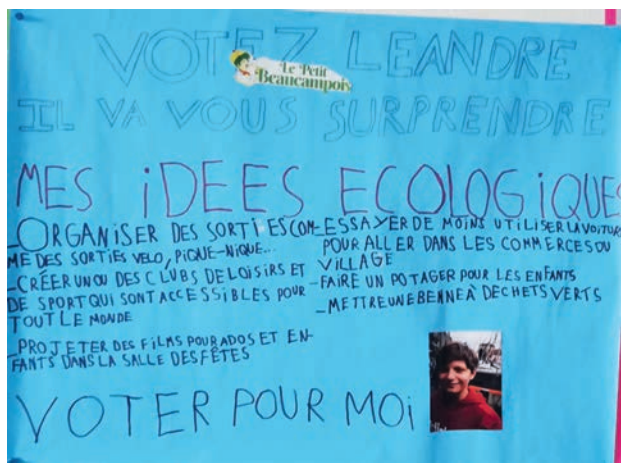 VOTEZ LEANDRE
Le Petit
Beaucampois
IL VA VOUS SURPRENDRE
MES iDEES ECOLOGiQUES
_ORGANiSER DES SORTiES COM-
ME DES SORTiES VELO, PiQUE-NiQUE...
_CRÉER UN OU DES CLUBS DE LOISIRS ET
DE SPORT QUI SONT ACCESSIBLES POUR
TOUT LE MONDE
_PROJETER DES FILMS POUR ADOS ET EN-
FANTS DANS LA SALLE DES FÊTES
_ESSAYER DE MOINS UTILISER LA VOITURE
POUR ALLER DANS LES COMMERCES DU
VILLAGE
_FAIRE UN POTAGER POUR LES ENFANTS
_METTRE UNE BENNE À DECHETS VERTS
VOTER POUR MOi